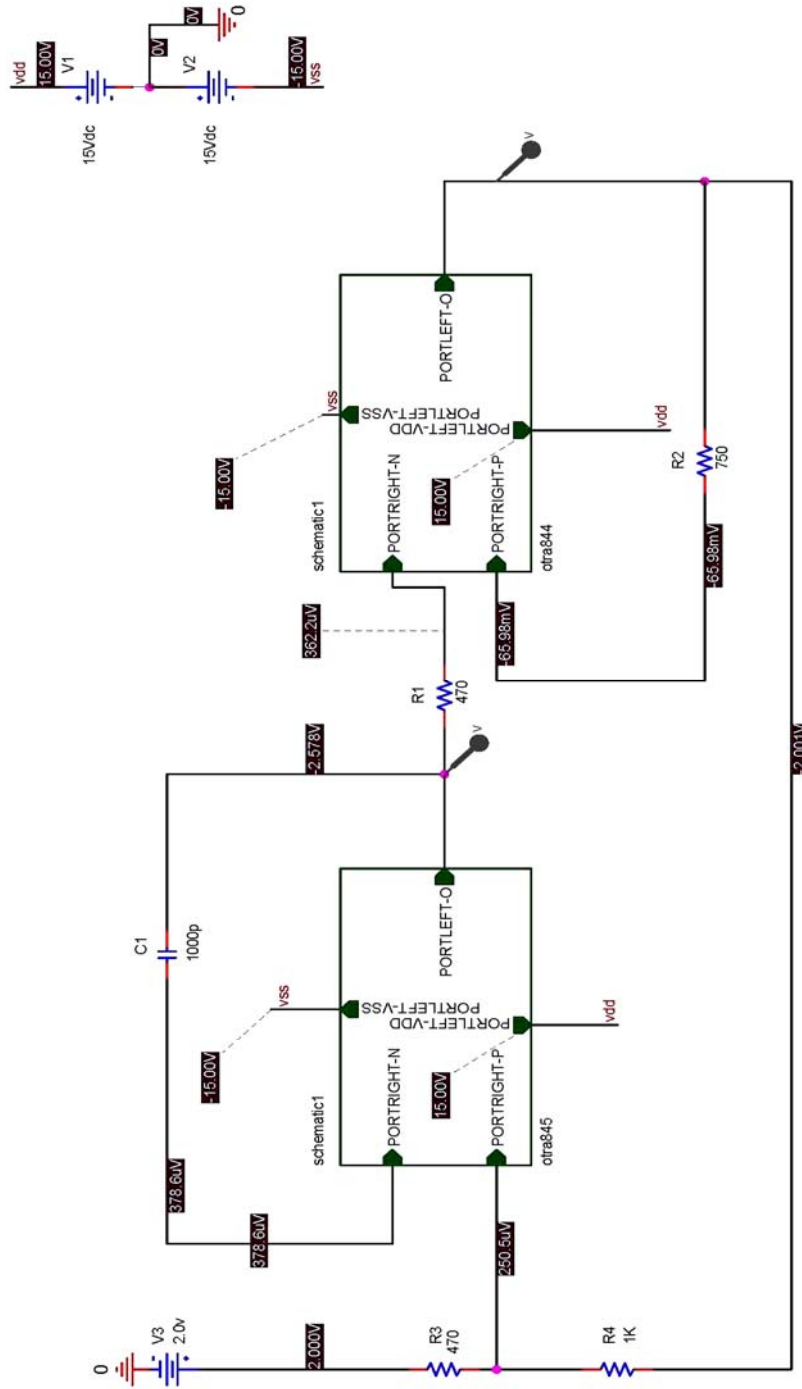 0
V3
2.0v
2.000V
R3
470
R4
1K
250.5uV
378.6uV
378.6uV
C1
1000p
-15.00V
vss
schematic1
PORTRIGHT-N
PORTRIGHT-P
PORTLEFT-VSS
PORTLEFT-VDD
PORTLEFT-O
15.00V
otra845
vdd
-2.578V
R1
470
362.2uV
-65.98mV
-65.98mV
-15.00V
vss
schematic1
PORTRIGHT-N
PORTRIGHT-P
PORTLEFT-VSS
PORTLEFT-VDD
PORTLEFT-O
15.00V
otra844
vdd
R2
750
-2.001V
V
V
vdd
15.00V
V1
15Vdc
+
-
0V
0V
0
V2
15Vdc
+
-
-15.00V
vss